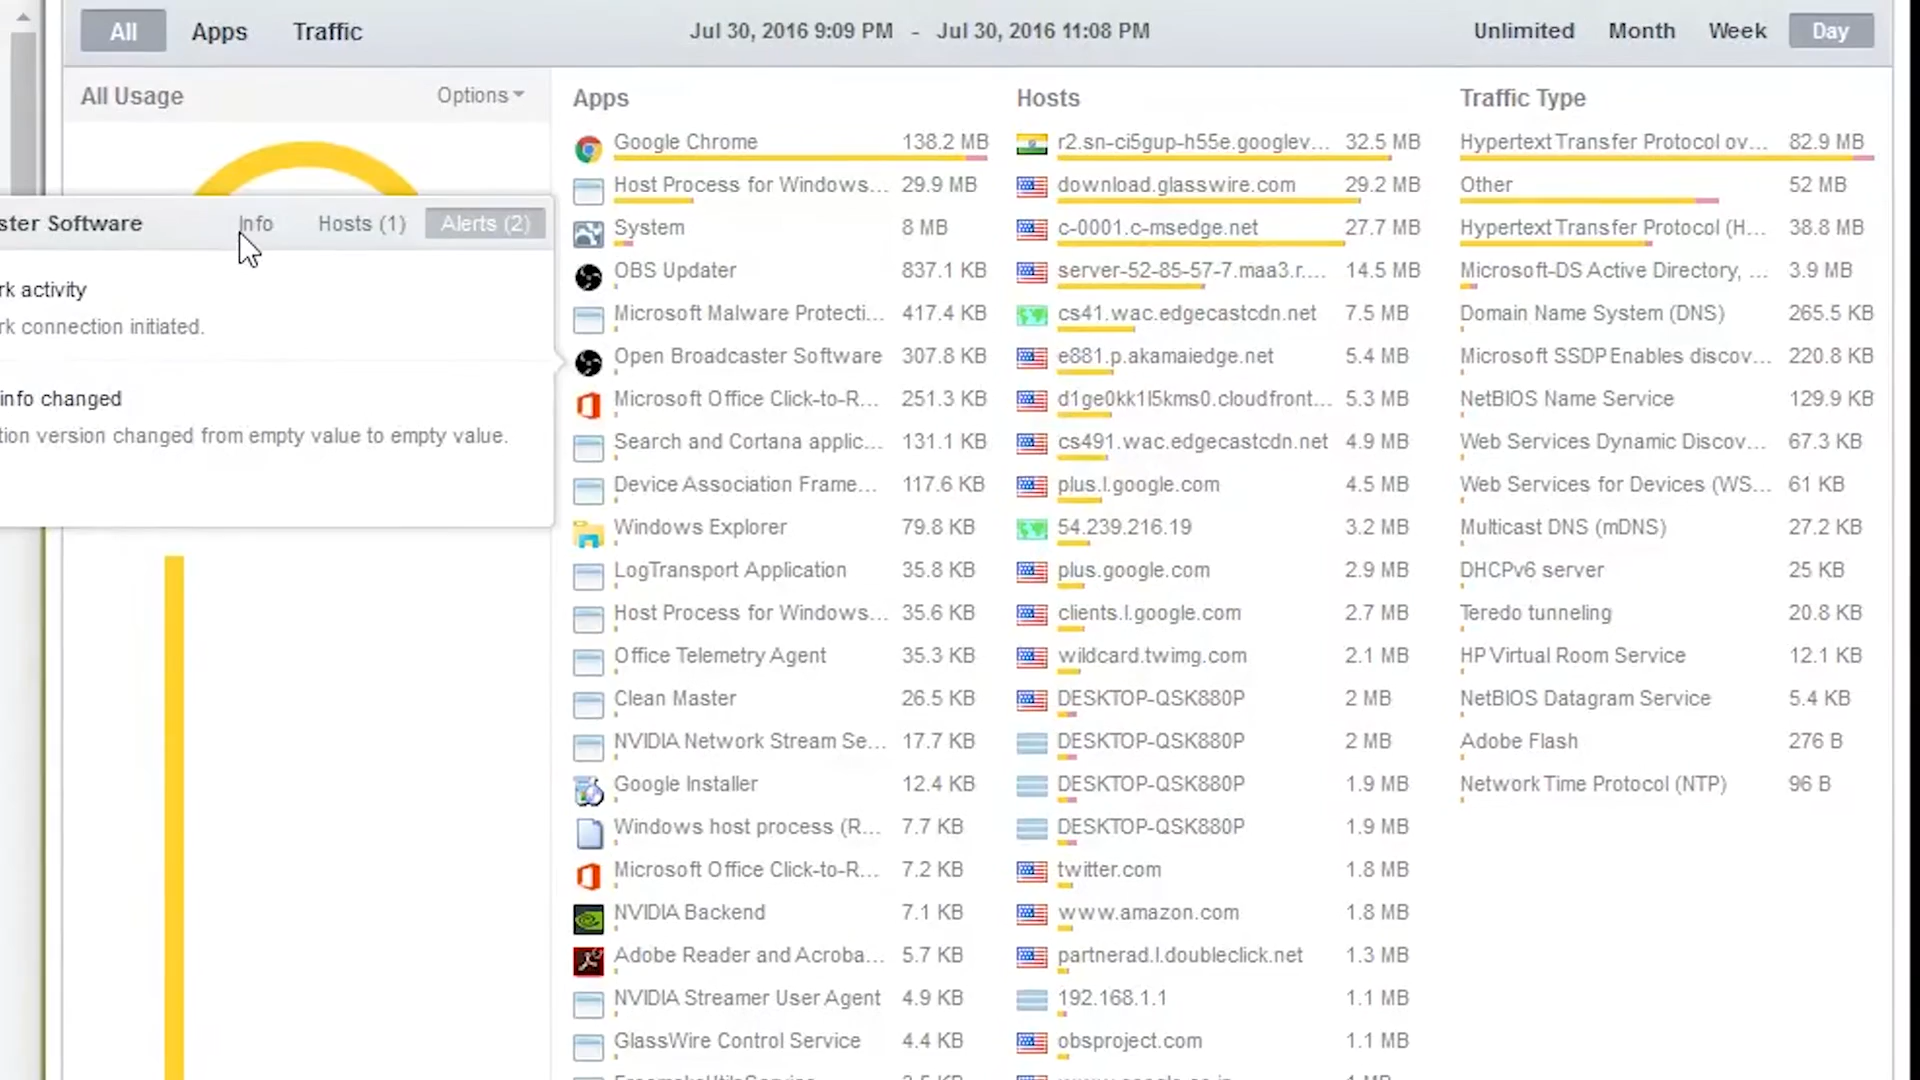 All
Apps
Traffic
Jul 30, 2016 9:09 PM - Jul 30, 2016 11:08 PM
Unlimited
Month
Week
Day
All Usage
Options
ster Software
Info
Hosts (1)
Alerts (2)
rk activity
rk connection initiated.
info changed
tion version changed from empty value to empty value.
Apps
Google Chrome 138.2 MB
Host Process for Windows... 29.9 MB
System 8 MB
OBS Updater 837.1 KB
Microsoft Malware Protecti... 417.4 KB
Open Broadcaster Software 307.8 KB
Microsoft Office Click-to-R... 251.3 KB
Search and Cortana applic... 131.1 KB
Device Association Frame... 117.6 KB
Windows Explorer 79.8 KB
LogTransport Application 35.8 KB
Host Process for Windows... 35.6 KB
Office Telemetry Agent 35.3 KB
Clean Master 26.5 KB
NVIDIA Network Stream Se... 17.7 KB
Google Installer 12.4 KB
Windows host process (R... 7.7 KB
Microsoft Office Click-to-R... 7.2 KB
NVIDIA Backend 7.1 KB
Adobe Reader and Acroba... 5.7 KB
NVIDIA Streamer User Agent 4.9 KB
GlassWire Control Service 4.4 KB
Hosts
r2.sn-ci5gup-h55e.googlev... 32.5 MB
download.glasswire.com 29.2 MB
c-0001.c-msedge.net 27.7 MB
server-52-85-57-7.maa3.r.... 14.5 MB
cs41.wac.edgecastcdn.net 7.5 MB
e881.p.akamaiedge.net 5.4 MB
d1ge0kk1l5kms0.cloudfront... 5.3 MB
cs491.wac.edgecastcdn.net 4.9 MB
plus.l.google.com 4.5 MB
54.239.216.19 3.2 MB
plus.google.com 2.9 MB
clients.l.google.com 2.7 MB
wildcard.twimg.com 2.1 MB
DESKTOP-QSK880P 2 MB
DESKTOP-QSK880P 2 MB
DESKTOP-QSK880P 1.9 MB
DESKTOP-QSK880P 1.9 MB
twitter.com 1.8 MB
www.amazon.com 1.8 MB
partnerad.l.doubleclick.net 1.3 MB
192.168.1.1 1.1 MB
obsproject.com 1.1 MB
Traffic Type
Hypertext Transfer Protocol ov... 82.9 MB
Other 52 MB
Hypertext Transfer Protocol (H... 38.8 MB
Microsoft-DS Active Directory, ... 3.9 MB
Domain Name System (DNS) 265.5 KB
Microsoft SSDP Enables discov... 220.8 KB
NetBIOS Name Service 129.9 KB
Web Services Dynamic Discov... 67.3 KB
Web Services for Devices (WS... 61 KB
Multicast DNS (mDNS) 27.2 KB
DHCPv6 server 25 KB
Teredo tunneling 20.8 KB
HP Virtual Room Service 12.1 KB
NetBIOS Datagram Service 5.4 KB
Adobe Flash 276 B
Network Time Protocol (NTP) 96 B